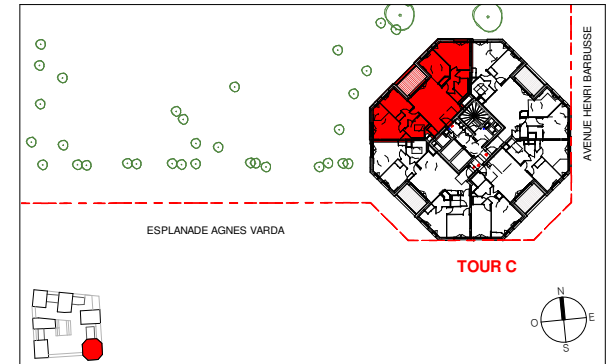 AVENUE HENRI BARBUSSE
ESPLANADE AGNES VARDA
TOUR C
N
O E
S